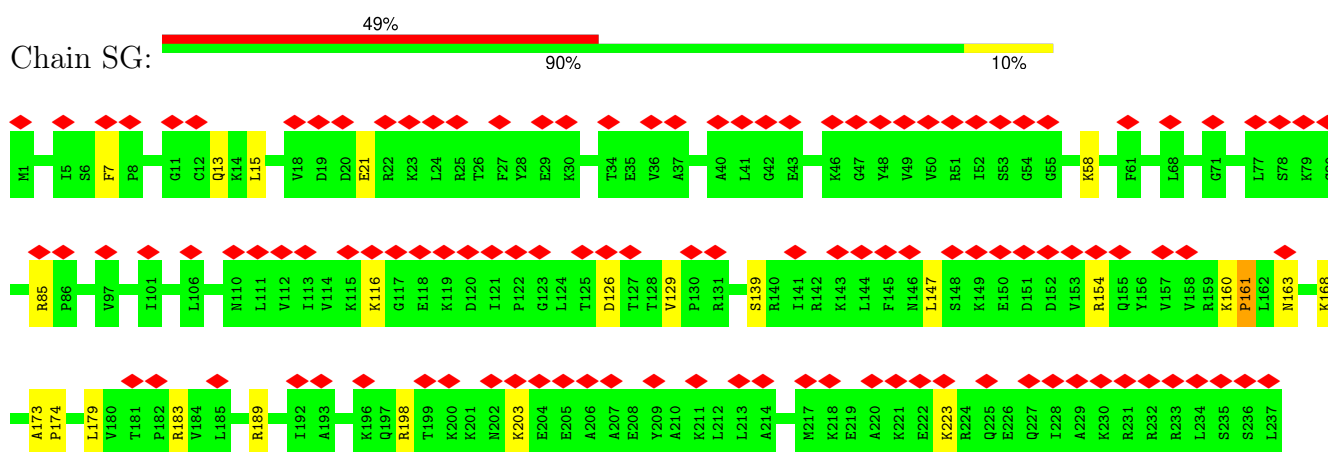 49%
Chain SG:
90% 10%
M1 I5 S6 F7 P8 G11 C12 Q13 K14 L15 V18 D19 D20 E21 R22 K23 L24 R25 T26 F27 Y28 E29 K30 T34 E35 V36 A37 A40 L41 G42 E43 K46 G47 Y48 V49 V50 R51 I52 S53 G54 G55 K58 F61 L68 G71 L77 S78 K79
R85 P86 V97 I101 L106 N110 L111 V112 I113 V114 K115 K116 G117 E118 K119 D120 I121 P122 G123 L124 T125 D126 T127 T128 V129 P130 R131 S139 R140 I141 R142 K143 L144 F145 N146 L147 S148 K149 E150 D151 D152 V153 R154 Q155 Y156 V157 V158 R159 K160 P161 L162 N163 K168
A173 P174 L179 V180 T181 P182 R183 V184 L185 R189 I192 A193 K196 Q197 R198 T199 K200 K201 N202 K203 E204 E205 A206 A207 E208 Y209 A210 K211 L212 L213 A214 M217 K218 E219 A220 K221 E222 K223 R224 Q225 E226 Q227 I228 A229 K230 R231 R232 R233 L234 S235 S236 L237